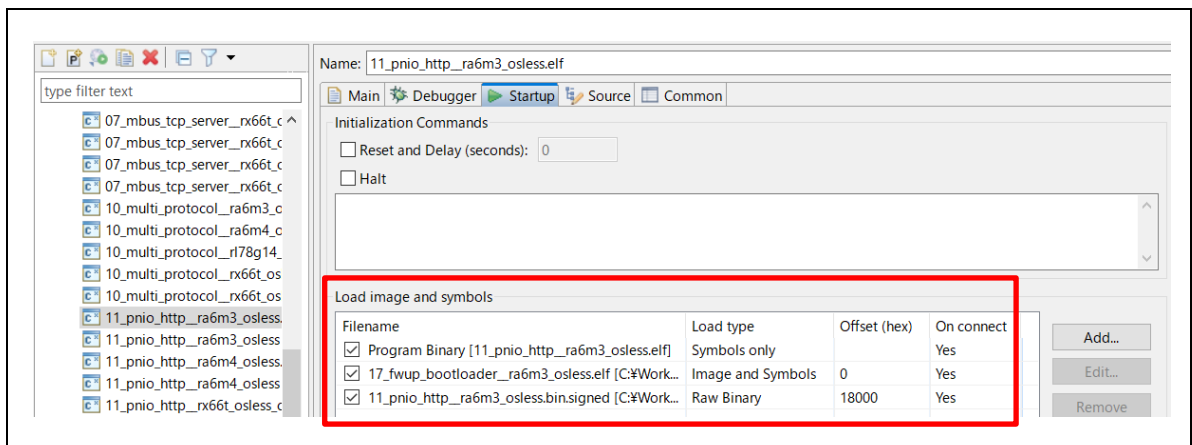 Name: 11_pnio_http__ra6m3_osless.elf
type filter text
Main Debugger Startup Source Common
07_mbus_tcp_server__rx66t_c
07_mbus_tcp_server__rx66t_c
07_mbus_tcp_server__rx66t_c
07_mbus_tcp_server__rx66t_c
10_multi_protocol__ra6m3_o
10_multi_protocol__ra6m4_o
10_multi_protocol__rl78g14_
10_multi_protocol__rx66t_os
10_multi_protocol__rx66t_os
11_pnio_http__ra6m3_osless.
11_pnio_http__ra6m3_osless
11_pnio_http__ra6m4_osless.
11_pnio_http__ra6m4_osless
11_pnio_http__rx66t_osless_c
Initialization Commands
Reset and Delay (seconds): 0
Halt
Load image and symbols
Filename Load type Offset (hex) On connect
Program Binary [11_pnio_http__ra6m3_osless.elf] Symbols only Yes
17_fwup_bootloader__ra6m3_osless.elf [C:¥Work... Image and Symbols 0 Yes
11_pnio_http__ra6m3_osless.bin.signed [C:¥Work... Raw Binary 18000 Yes
Add...
Edit...
Remove